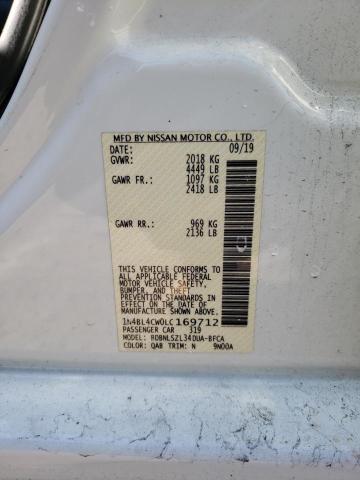 MFD BY NISSAN MOTOR CO., LTD.
DATE: 09/19
GVWR: 2018 KG
4449 LB
GAWR FR.: 1097 KG
2418 LB
GAWR RR.: 969 KG
2136 LB
THIS VEHICLE CONFORMS TO
ALL APPLICABLE FEDERAL
MOTOR VEHICLE SAFETY,
BUMPER, AND THEFT
PREVENTION STANDARDS IN
EFFECT ON THE DATE OF
MANUFACTURE SHOWN ABOVE.
1N4BL4CW0LC169712
PASSENGER CAR 319
MODEL: BDBNLSZL34DUA-BFCA
COLOR: QAB TRIM: N 9N00A